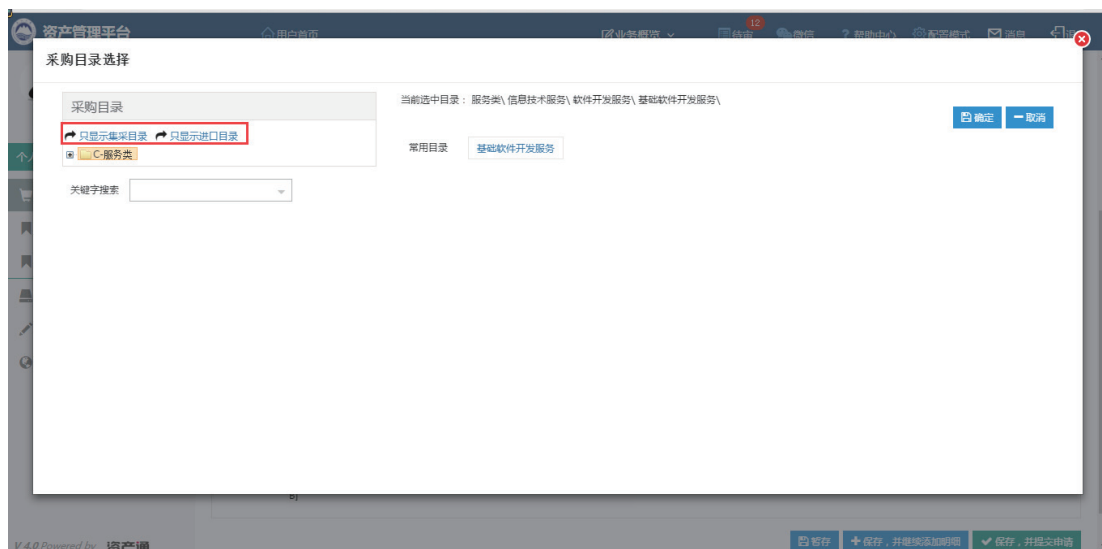 资产管理平台 用户首页 业务概览 12 待审 微信 ? 帮助中心 配置模式 消息
采购目录选择
采购目录
当前选中目录： 服务类\ 信息技术服务\ 软件开发服务\ 基础软件开发服务\
确定 取消
只显示集采目录 只显示进口目录
C-服务类
常用目录 基础软件开发服务
关键字搜索
V 4.0 Powered by 资产通
暂存 保存，并继续添加明细 保存，并提交申请